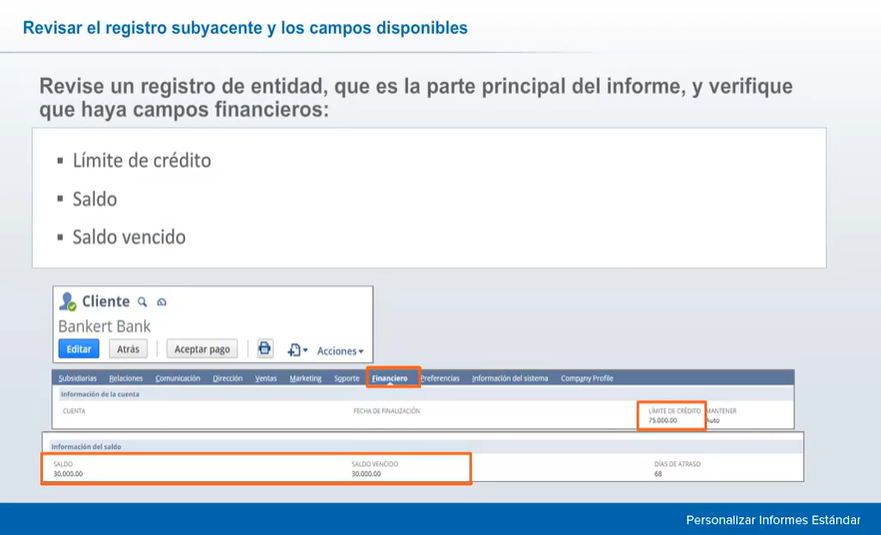 Revisar el registro subyacente y los campos disponibles
Revise un registro de entidad, que es la parte principal del informe, y verifique
que haya campos financieros:
▪ Límite de crédito
▪ Saldo
▪ Saldo vencido
Cliente
Bankert Bank
Editar Atrás Aceptar pago Acciones
Subsidiarias Relaciones Comunicación Dirección Ventas Marketing Soporte Financiero Preferencias Información del sistema Company Profile
Información de la cuenta
CUENTA FECHA DE FINALIZACIÓN LÍMITE DE CRÉDITO MANTENER
75.000.00 Auto
Información del saldo
SALDO SALDO VENCIDO DÍAS DE ATRASO
30.000.00 30.000.00 68
Personalizar Informes Estándar